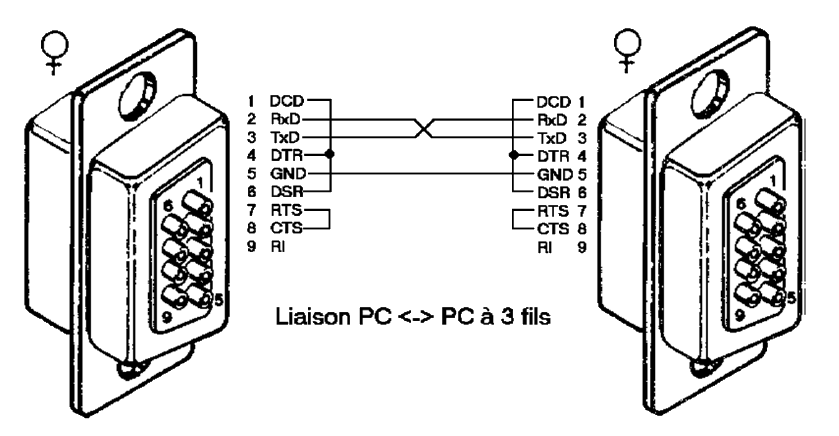 1 DCD DCD 1
2 RxD RxD 2
3 TxD TxD 3
4 DTR DTR 4
5 GND GND 5
6 DSR DSR 6
7 RTS RTS 7
8 CTS CTS 8
9 RI RI 9
1
6
9
5
1
6
9
5
Liaison PC <-> PC à 3 fils